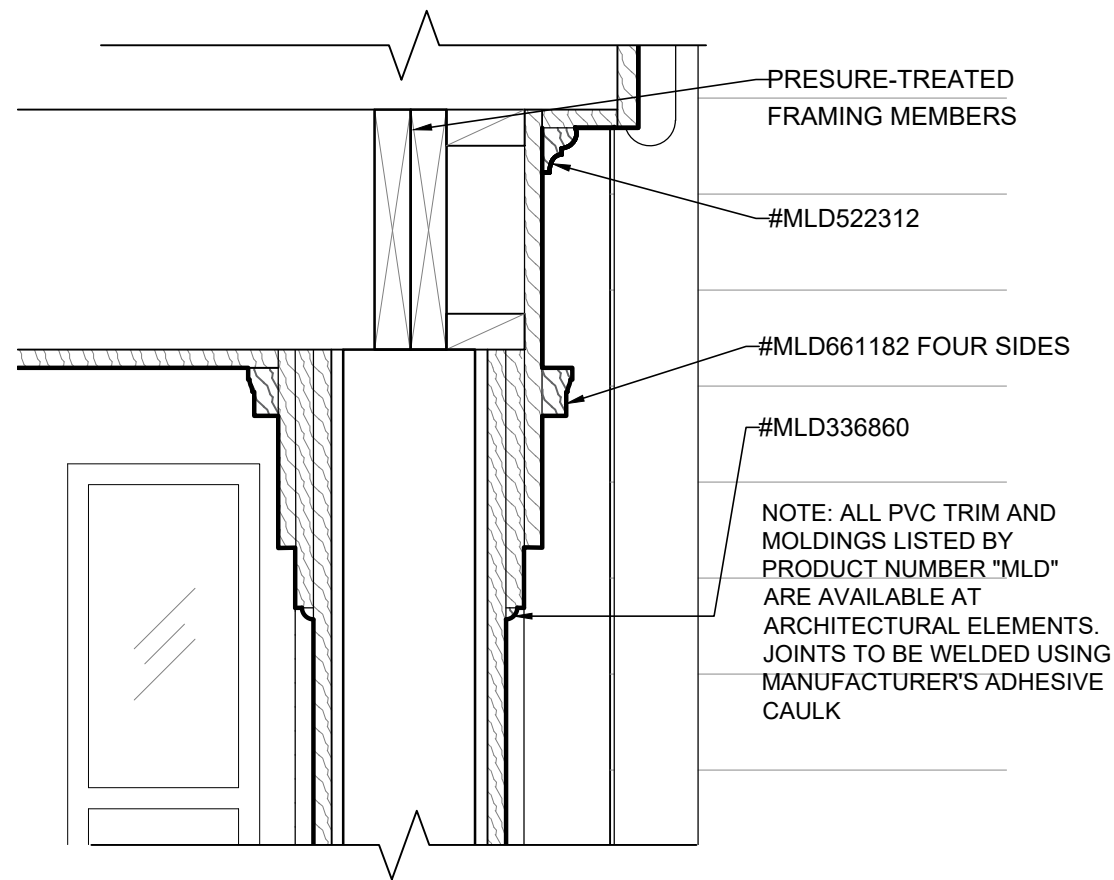 PRESURE-TREATED
FRAMING MEMBERS
#MLD522312
#MLD661182 FOUR SIDES
#MLD336860
NOTE: ALL PVC TRIM AND
MOLDINGS LISTED BY
PRODUCT NUMBER "MLD"
ARE AVAILABLE AT
ARCHITECTURAL ELEMENTS.
JOINTS TO BE WELDED USING
MANUFACTURER'S ADHESIVE
CAULK